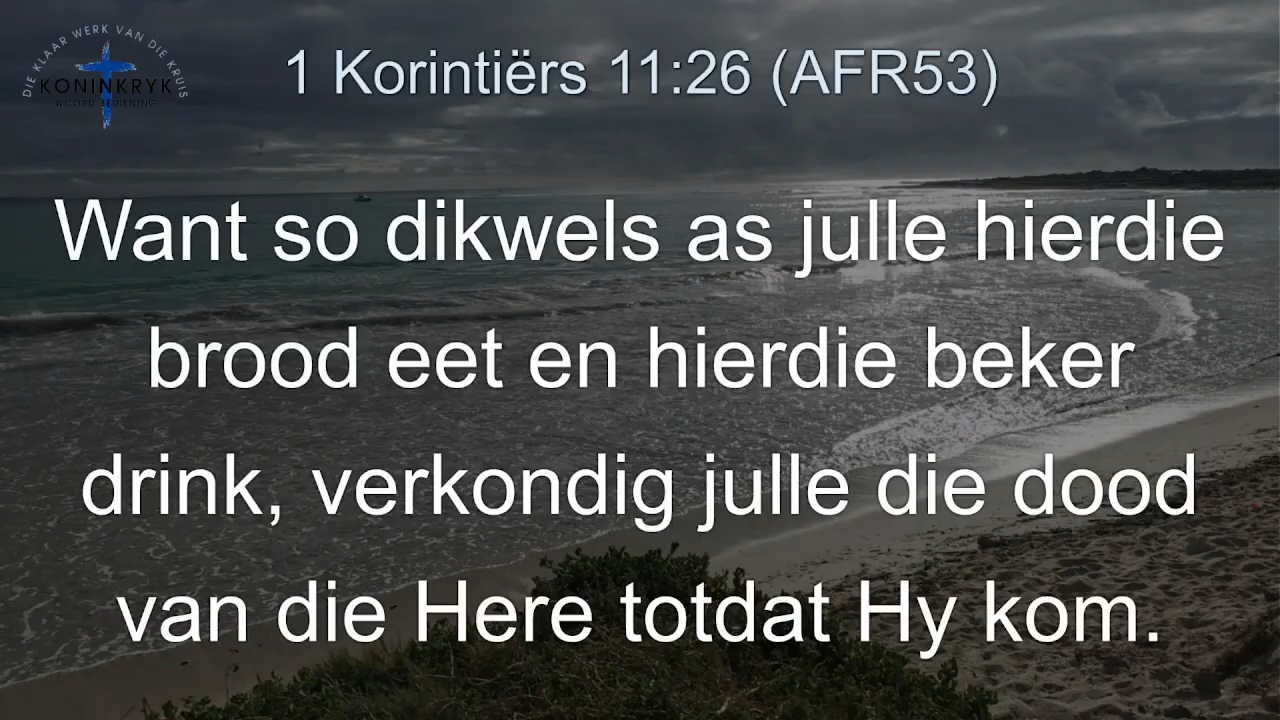 DIE KLAAR WERK VAN DIE KRUIS
KONINKRYK
WOORD BEDIENING
1 Korintiërs 11:26 (AFR53)
Want so dikwels as julle hierdie
brood eet en hierdie beker
drink, verkondig julle die dood
van die Here totdat Hy kom.